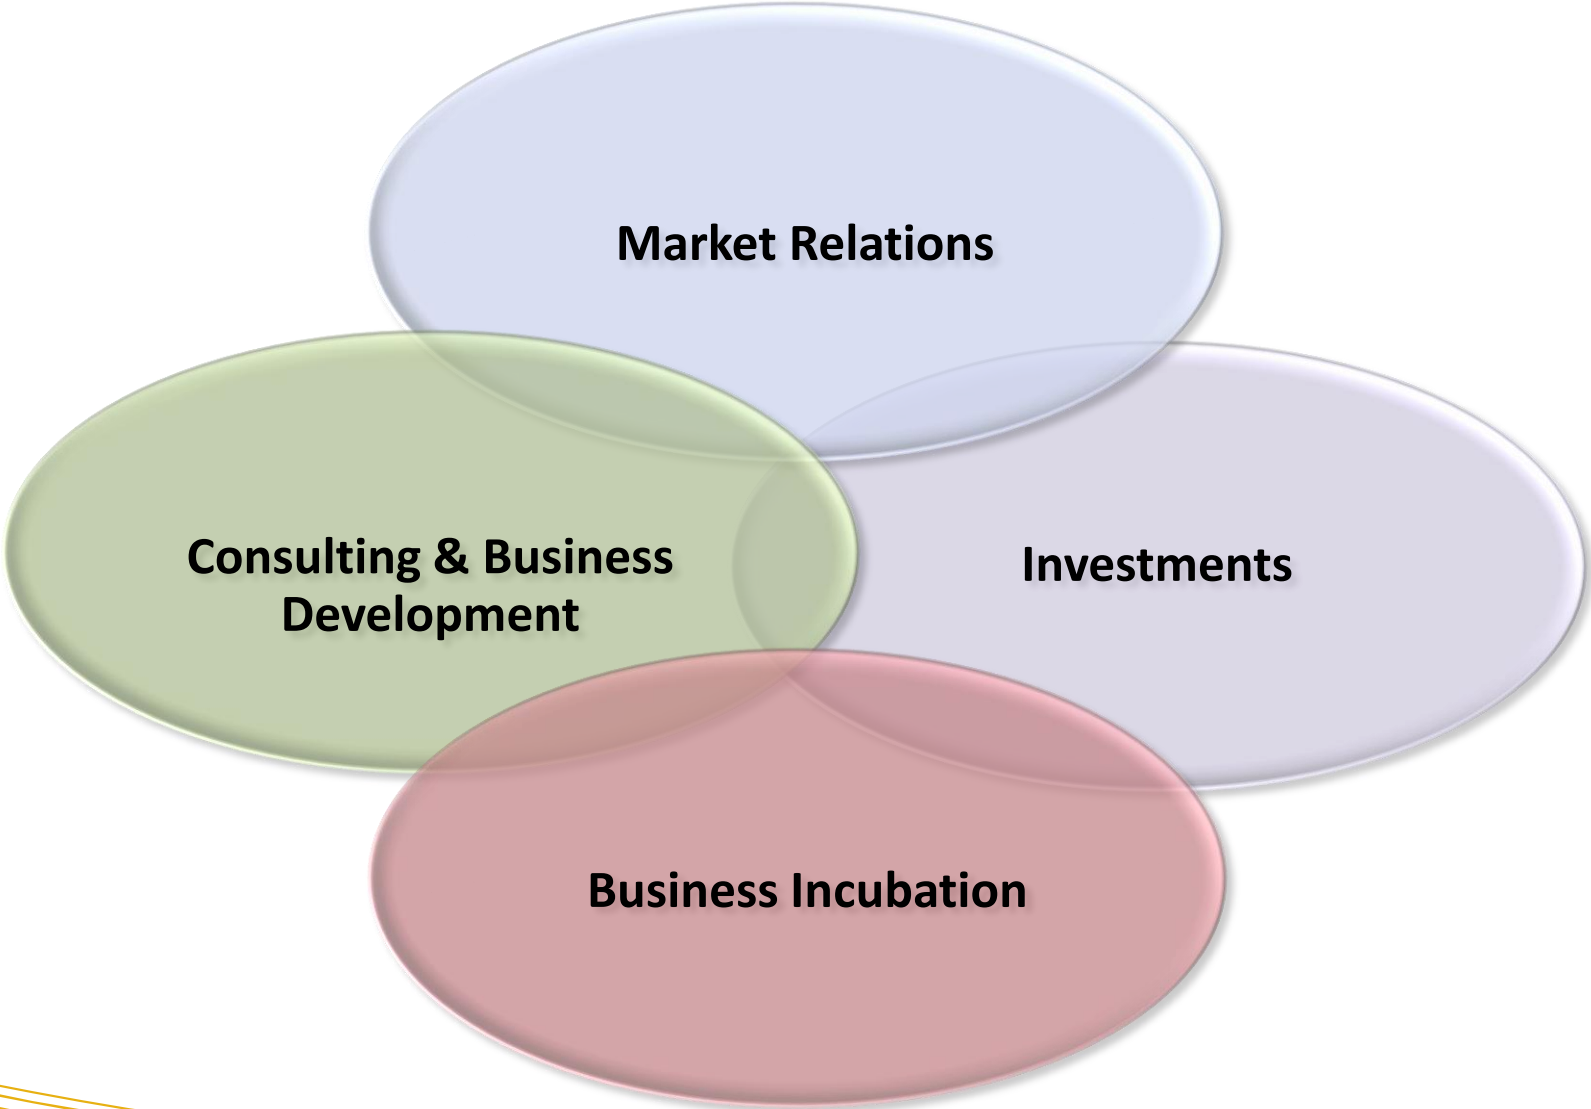 Market Relations
Consulting & Business
Development
Investments
Business Incubation